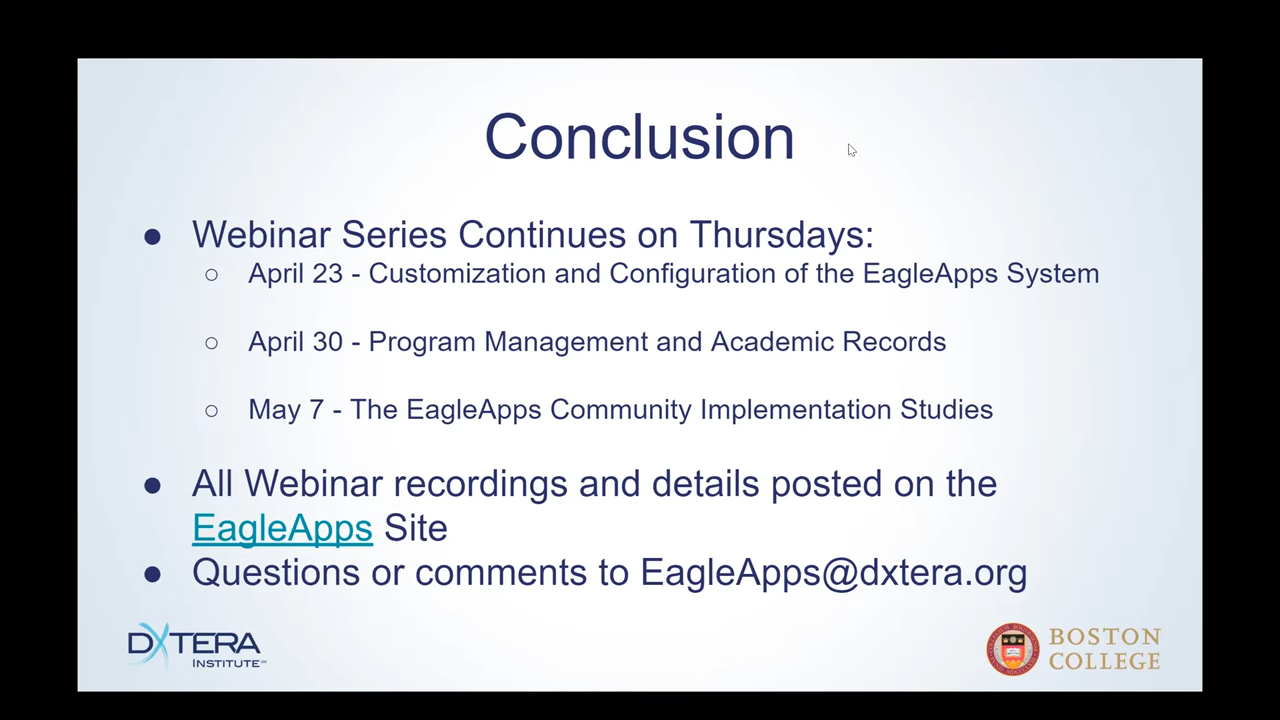 Conclusion
● Webinar Series Continues on Thursdays:
○ April 23 - Customization and Configuration of the EagleApps System
○ April 30 - Program Management and Academic Records
○ May 7 - The EagleApps Community Implementation Studies
● All Webinar recordings and details posted on the
EagleApps Site
● Questions or comments to EagleApps@dxtera.org
DXTERA
INSTITUTE℠
BOSTON
COLLEGE